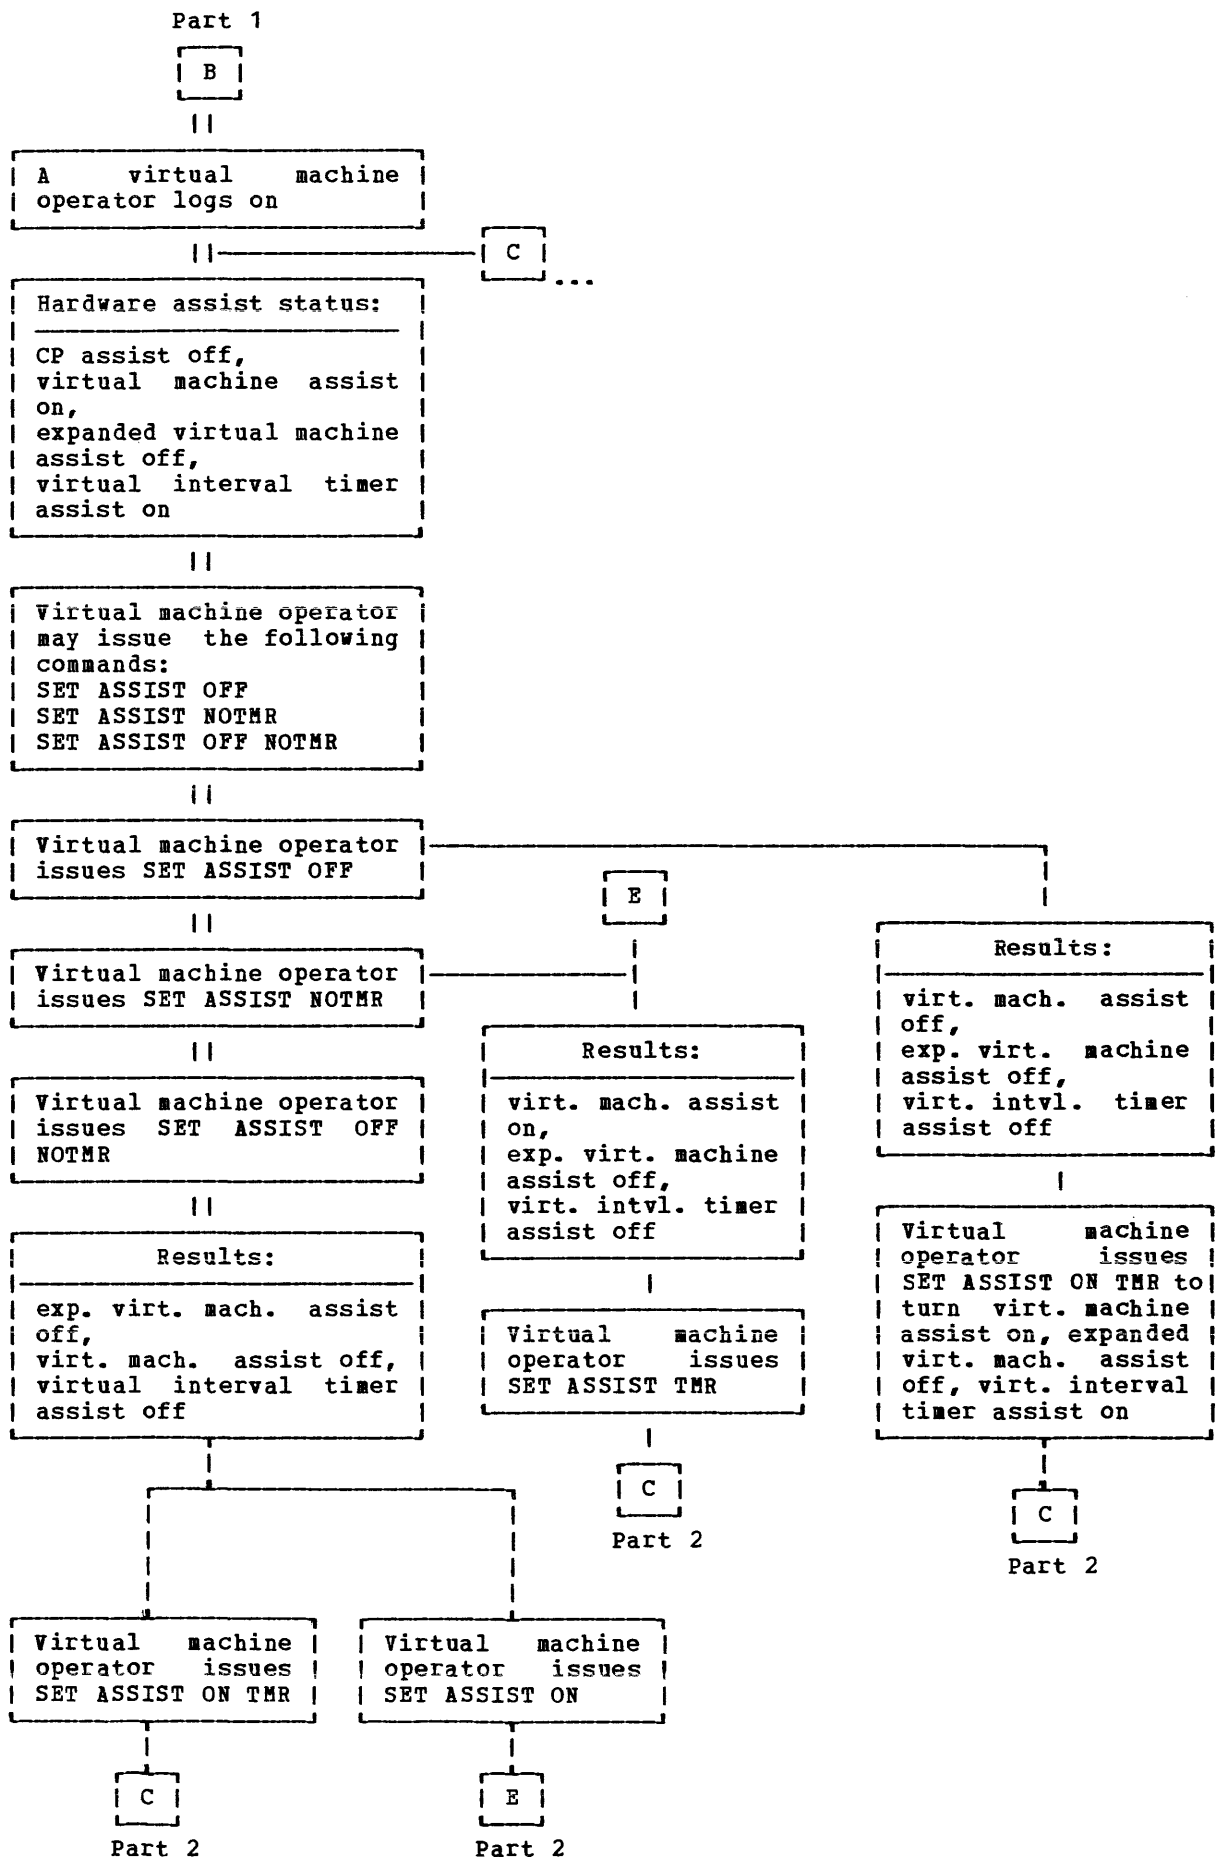 Part 1
B
A virtual machine
operator logs on
C
...
Hardware assist status:
CP assist off,
virtual machine assist
on,
expanded virtual machine
assist off,
virtual interval timer
assist on
Virtual machine operator
may issue the following
commands:
SET ASSIST OFF
SET ASSIST NOTMR
SET ASSIST OFF NOTMR
Virtual machine operator
issues SET ASSIST OFF
E
Virtual machine operator
issues SET ASSIST NOTMR
Virtual machine operator
issues SET ASSIST OFF
NOTMR
Results:
exp. virt. mach. assist
off,
virt. mach. assist off,
virtual interval timer
assist off
Results:
virt. mach. assist
on,
exp. virt. machine
assist off,
virt. intvl. timer
assist off
Virtual machine
operator issues
SET ASSIST TMR
C
Part 2
Results:
virt. mach. assist
off,
exp. virt. machine
assist off,
virt. intvl. timer
assist off
Virtual machine
operator issues
SET ASSIST ON TMR to
turn virt. machine
assist on, expanded
virt. mach. assist
off, virt. interval
timer assist on
C
Part 2
Virtual machine
operator issues
SET ASSIST ON TMR
C
Part 2
Virtual machine
operator issues
SET ASSIST ON
E
Part 2